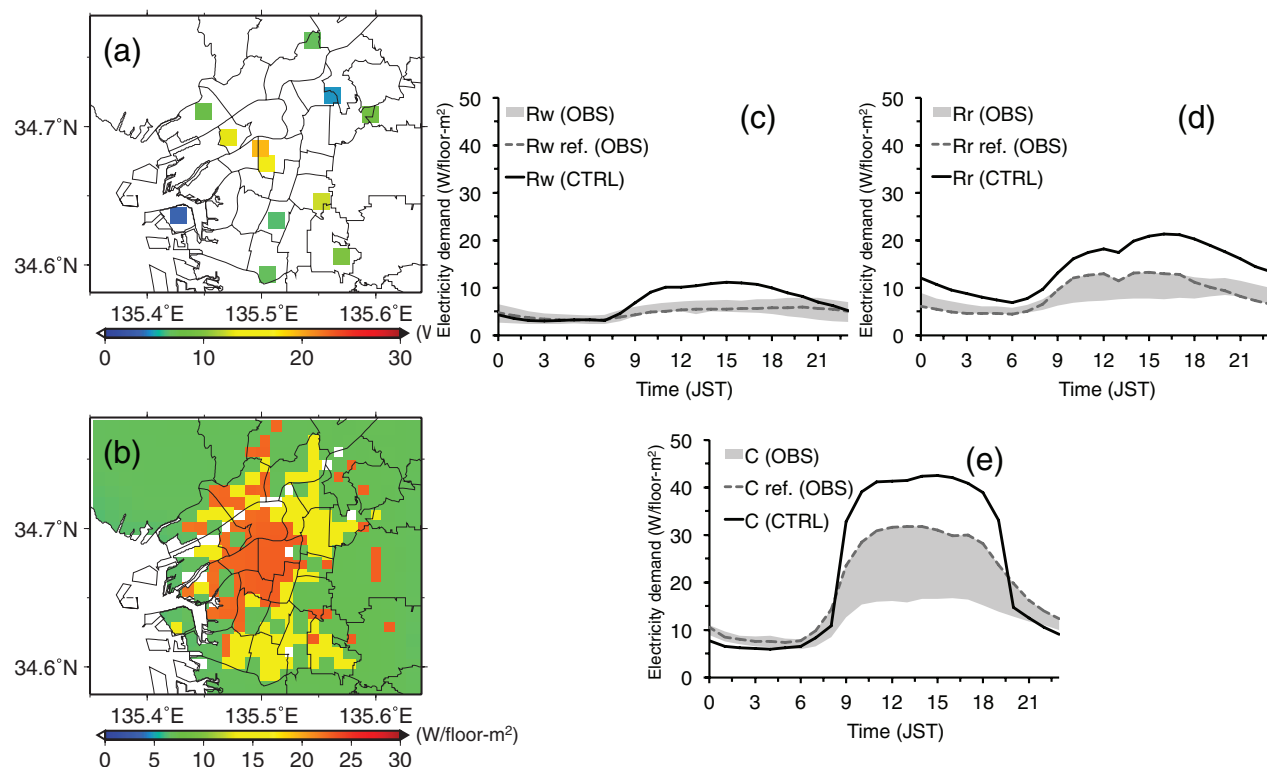 (a)
34.7°N
34.6°N
135.4°E 135.5°E 135.6°E
(W
0 10 20 30
(b)
34.7°N
34.6°N
135.4°E 135.5°E 135.6°E
(W/floor-m²)
0 5 10 15 20 25 30
(c)
Electricity demand (W/floor-m²)
50
40
30
20
10
0
Rw (OBS)
Rw ref. (OBS)
Rw (CTRL)
0 3 6 9 12 15 18 21
Time (JST)
(d)
Electricity demand (W/floor-m²)
50
40
30
20
10
0
Rr (OBS)
Rr ref. (OBS)
Rr (CTRL)
0 3 6 9 12 15 18 21
Time (JST)
(e)
Electricity demand (W/floor-m²)
50
40
30
20
10
0
C (OBS)
C ref. (OBS)
C (CTRL)
0 3 6 9 12 15 18 21
Time (JST)